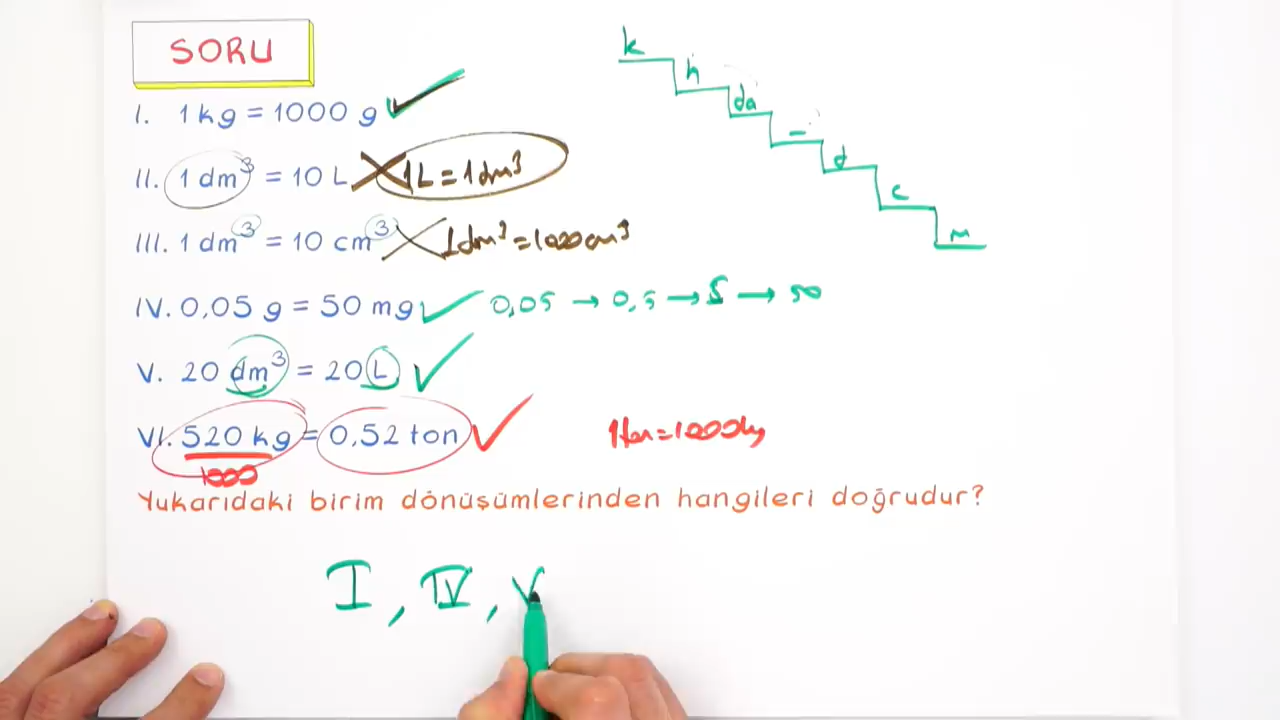 SORU
I. 1 kg = 1000 g
II. 1 dm³ = 10 L 1L = 1dm³
III. 1 dm³ = 10 cm³ 1dm³ = 1000cm³
IV. 0,05 g = 50 mg 0,05 → 0,5 → 5 → 50
V. 20 dm³ = 20 L
VI. 520 kg = 0,52 ton 1ton = 1000kg
1000
Yukarıdaki birim dönüşümlerinden hangileri doğrudur?
I, IV, V
k
h
da
–
d
c
m